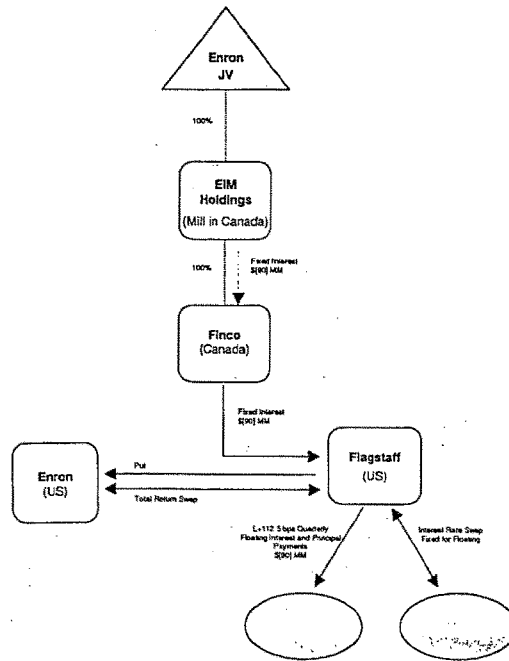 Enron
JV
100%
EIM
Holdings
(Mill in Canada)
100%
Fixed Interest
$[90] MM
Finco
(Canada)
Fixed Interest
$[90] MM
Enron
(US)
Put
Total Return Swap
Flagstaff
(US)
L+112.5 bps Quarterly
Floating Interest and Principal
Payments
$[90] MM
Interest Rate Swap
Fixed for Floating